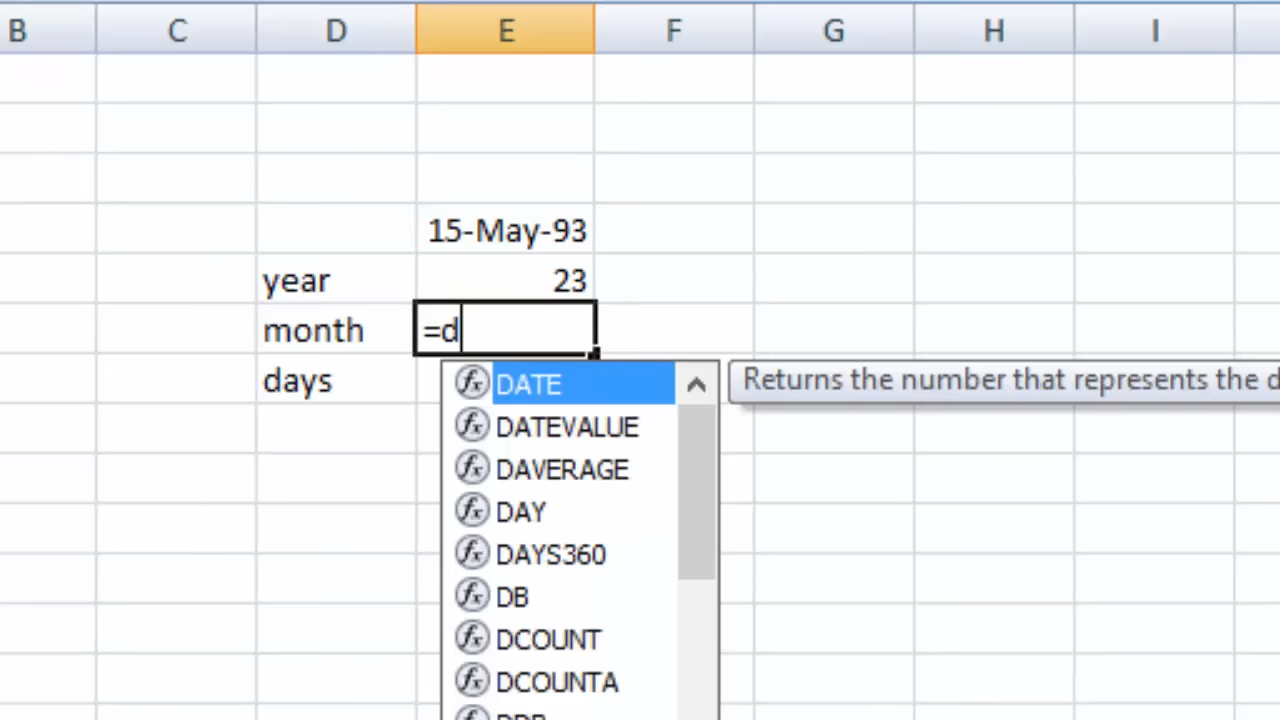 B C D E F G H I
15-May-93
year 23
month =d
days
DATE Returns the number that represents the d
DATEVALUE
DAVERAGE
DAY
DAYS360
DB
DCOUNT
DCOUNTA